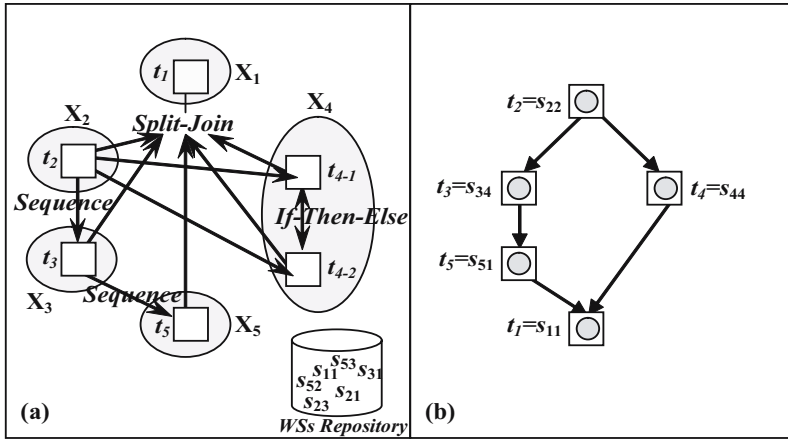 t1 X1
X2
X4
Split-Join
t2
t4-1
Sequence
If-Then-Else
t3
t4-2
Sequence
X3
t5 X5
s53
s11 s31
s52
s21
s23
WSs Repository
(a)
t2=s22
t3=s34
t4=s44
t5=s51
t1=s11
(b)